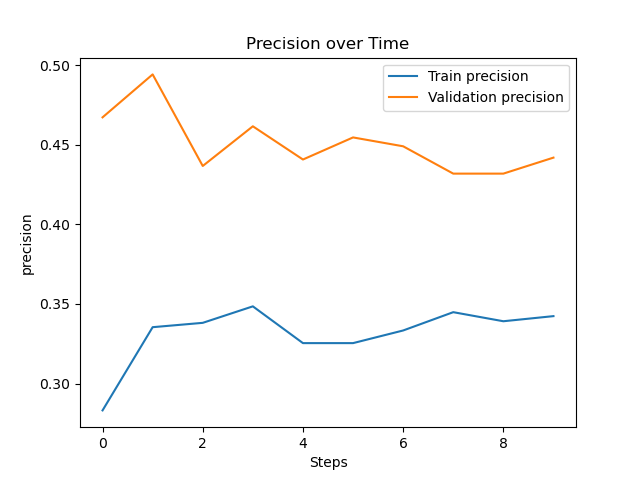 Precision over Time
Train precision
Validation precision
0.50
0.45
0.40
0.35
0.30
precision
0 2 4 6 8
Steps